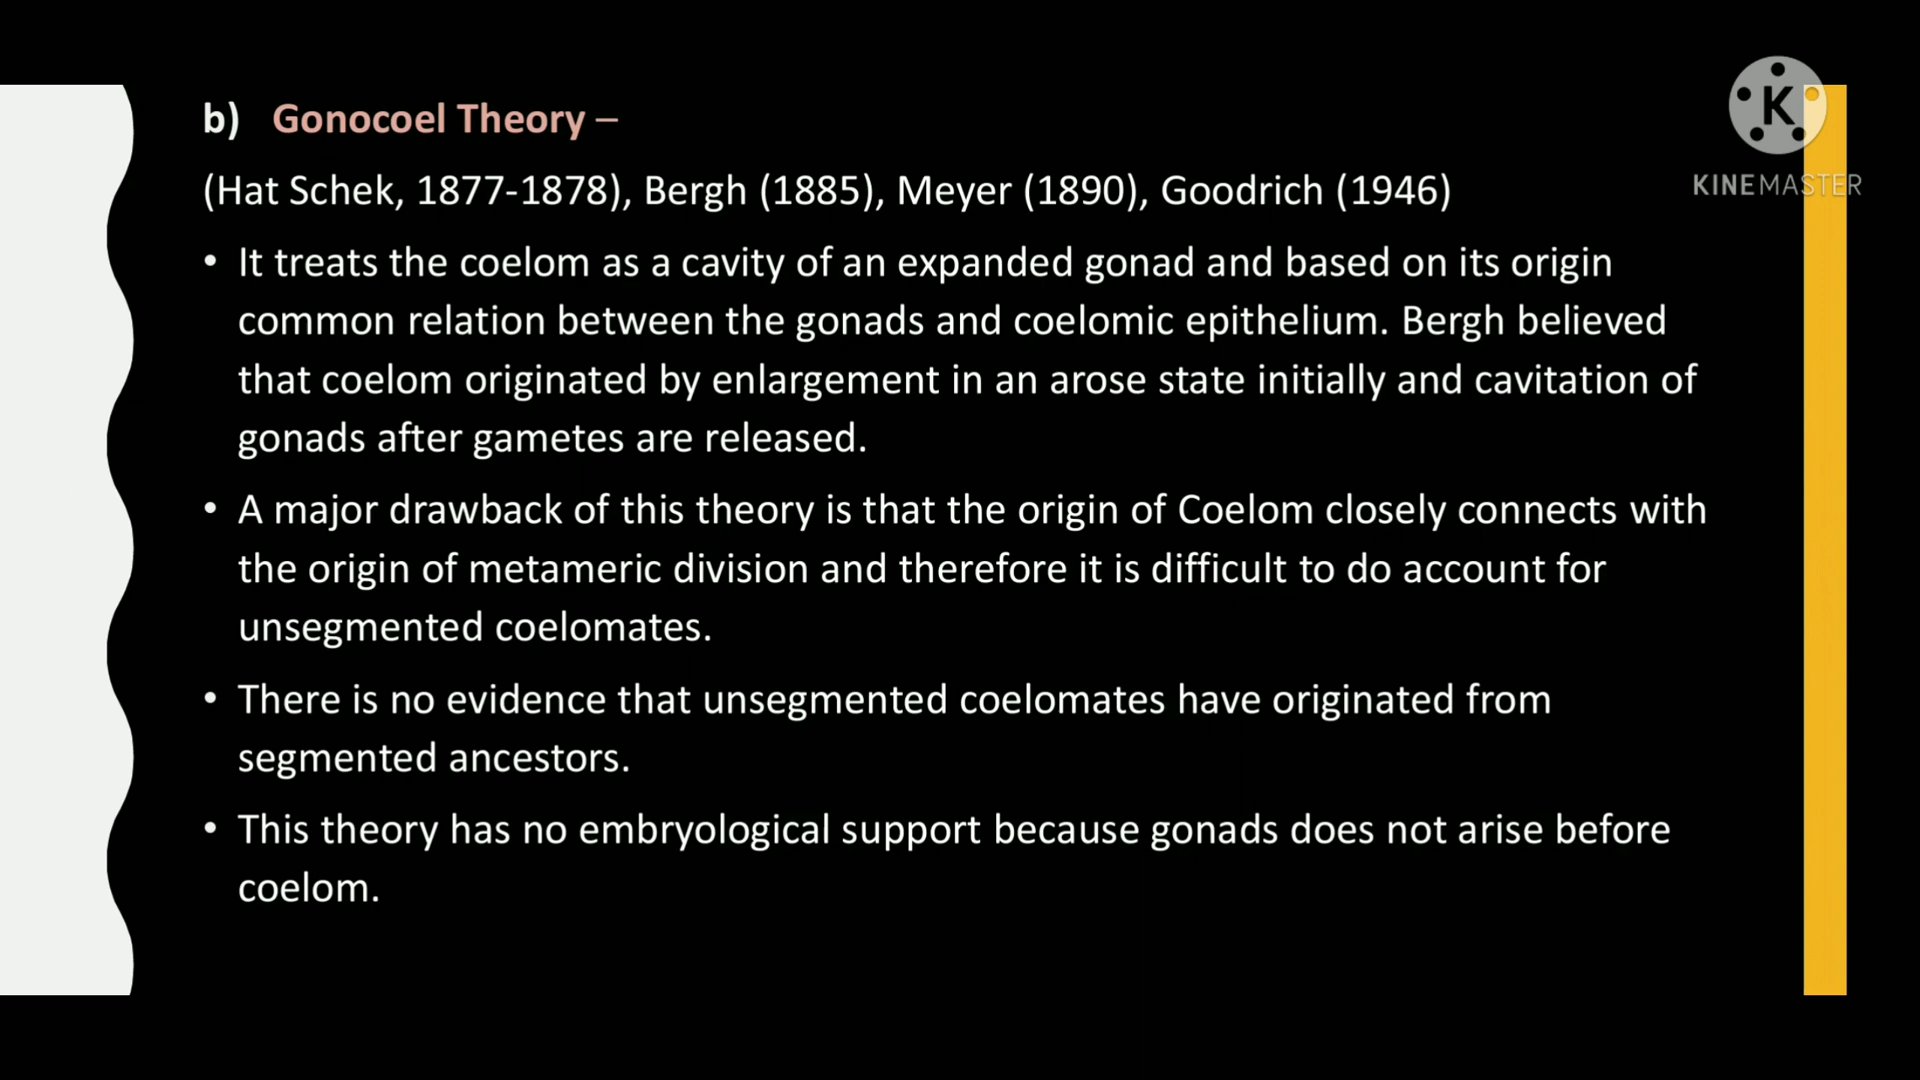 b) Gonocoel Theory –
(Hat Schek, 1877-1878), Bergh (1885), Meyer (1890), Goodrich (1946)
• It treats the coelom as a cavity of an expanded gonad and based on its origin
common relation between the gonads and coelomic epithelium. Bergh believed
that coelom originated by enlargement in an arose state initially and cavitation of
gonads after gametes are released.
• A major drawback of this theory is that the origin of Coelom closely connects with
the origin of metameric division and therefore it is difficult to do account for
unsegmented coelomates.
• There is no evidence that unsegmented coelomates have originated from
segmented ancestors.
• This theory has no embryological support because gonads does not arise before
coelom.
K
KINEMASTER